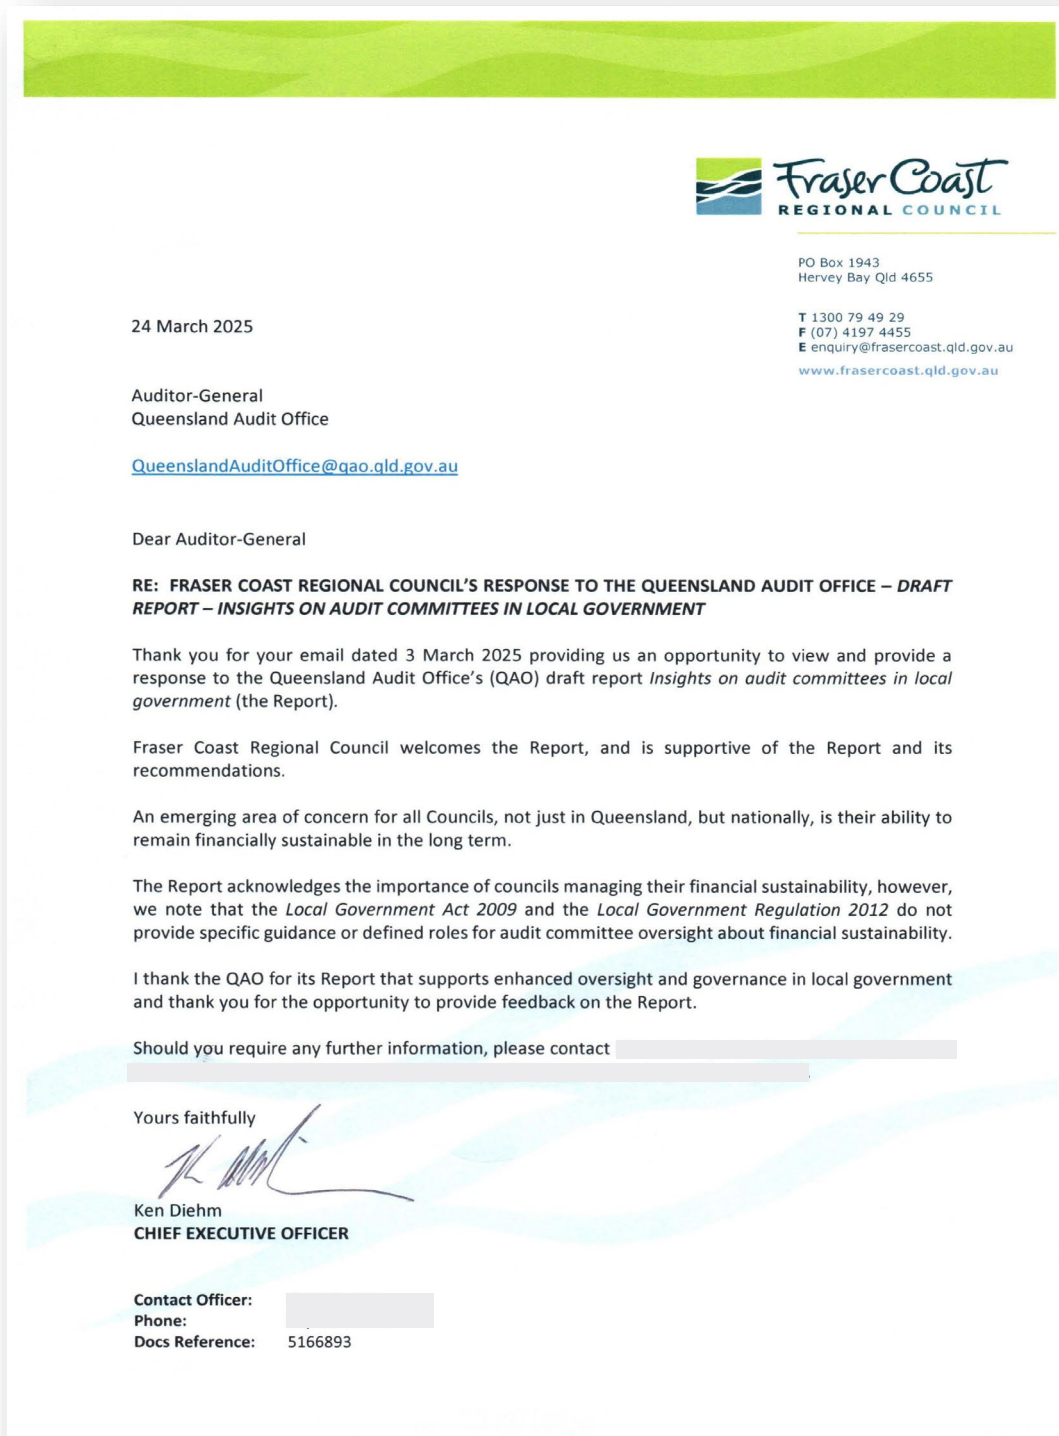 Fraser Coast
REGIONAL COUNCIL
PO Box 1943
Hervey Bay Qld 4655
T 1300 79 49 29
F (07) 4197 4455
E enquiry@frasercoast.qld.gov.au
www.frasercoast.qld.gov.au
24 March 2025
Auditor-General
Queensland Audit Office
QueenslandAuditOffice@qao.qld.gov.au
Dear Auditor-General
RE: FRASER COAST REGIONAL COUNCIL'S RESPONSE TO THE QUEENSLAND AUDIT OFFICE – DRAFT
REPORT – INSIGHTS ON AUDIT COMMITTEES IN LOCAL GOVERNMENT
Thank you for your email dated 3 March 2025 providing us an opportunity to view and provide a
response to the Queensland Audit Office's (QAO) draft report Insights on audit committees in local
government (the Report).
Fraser Coast Regional Council welcomes the Report, and is supportive of the Report and its
recommendations.
An emerging area of concern for all Councils, not just in Queensland, but nationally, is their ability to
remain financially sustainable in the long term.
The Report acknowledges the importance of councils managing their financial sustainability, however,
we note that the Local Government Act 2009 and the Local Government Regulation 2012 do not
provide specific guidance or defined roles for audit committee oversight about financial sustainability.
I thank the QAO for its Report that supports enhanced oversight and governance in local government
and thank you for the opportunity to provide feedback on the Report.
Should you require any further information, please contact
Yours faithfully
Ken Diehm
CHIEF EXECUTIVE OFFICER
Contact Officer:
Phone:
Docs Reference: 5166893